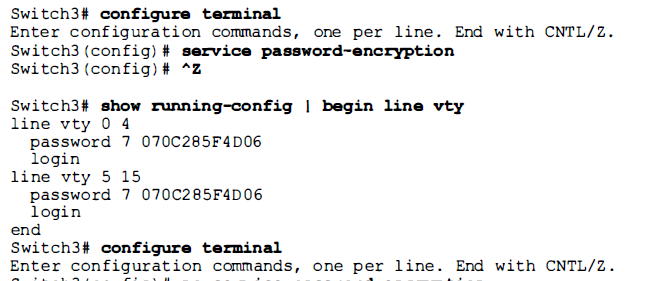 Switch3# configure terminal
Enter configuration commands, one per line. End with CNTL/Z.
Switch3(config)# service password-encryption
Switch3(config)# ^Z
Switch3# show running-config | begin line vty
line vty 0 4
password 7 070C285F4D06
login
line vty 5 15
password 7 070C285F4D06
login
end
Switch3# configure terminal
Enter configuration commands, one per line. End with CNTL/Z.